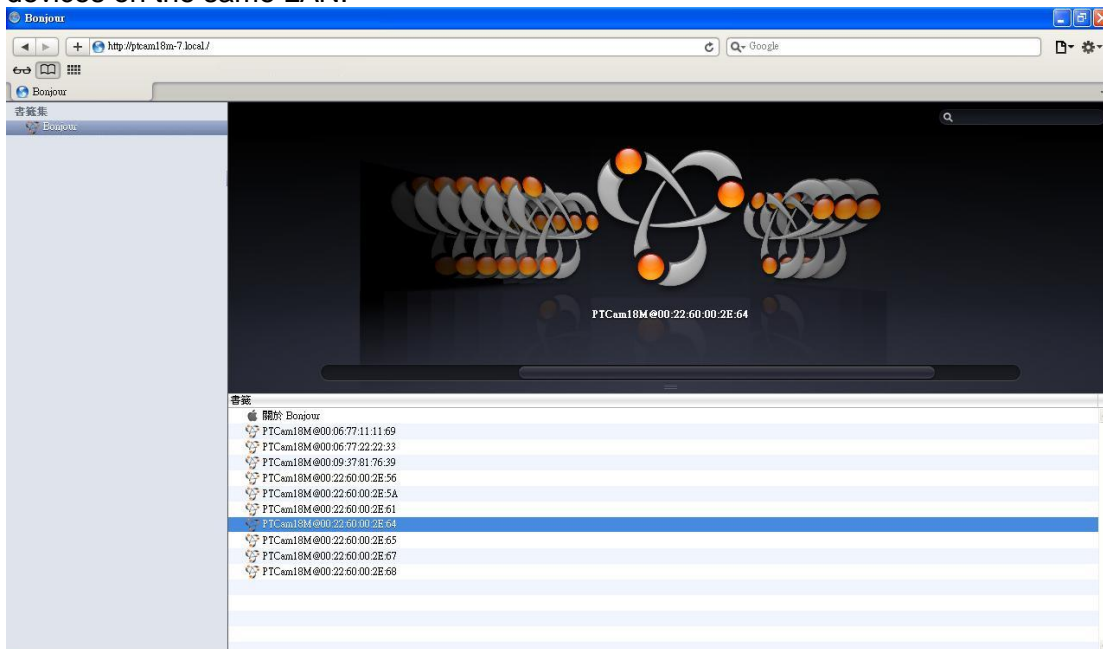 devices on the same LAN.
Bonjour
http://ptcam18m-7.local./
Google
Bonjour
書籤集
Bonjour
PTCam18M@00:22:60:00:2E:64
書籤
關於 Bonjour
PTCam18M@00:06:77:11:11:69
PTCam18M@00:06:77:22:22:33
PTCam18M@00:09:37:81:76:39
PTCam18M@00:22:60:00:2E:56
PTCam18M@00:22:60:00:2E:5A
PTCam18M@00:22:60:00:2E:61
PTCam18M@00:22:60:00:2E:64
PTCam18M@00:22:60:00:2E:65
PTCam18M@00:22:60:00:2E:67
PTCam18M@00:22:60:00:2E:68